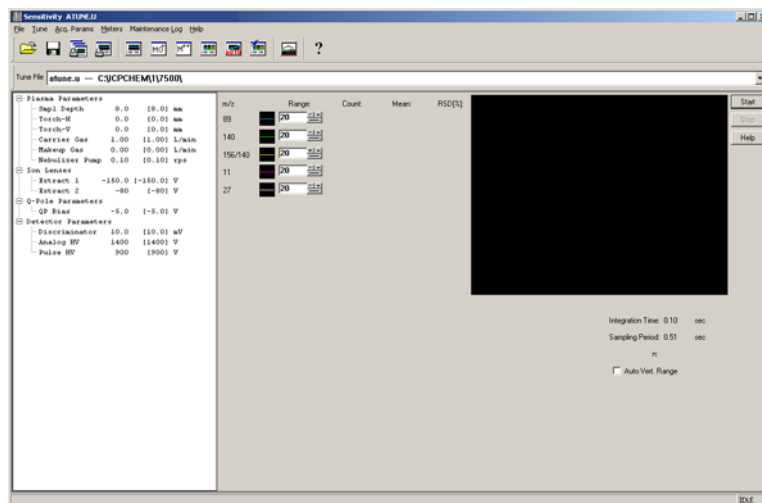 Sensitivity ATUNE.U
File Tune Acq. Params Meters Maintenance Log Help
?
Tune File atune.u — C:\ICPCHEM\1\7500\
Plasma Parameters
Smpl Depth 8.0 [8.0] mm
Torch-H 0.0 [0.0] mm
Torch-V 0.0 [0.0] mm
Carrier Gas 1.00 [1.00] L/min
Makeup Gas 0.00 [0.00] L/min
Nebulizer Pump 0.10 [0.10] rps
Ion Lenses
Extract 1 -150.0 [-150.0] V
Extract 2 -80 [-80] V
Q-Pole Parameters
QP Bias -5.0 [-5.0] V
Detector Parameters
Discriminator 10.0 [10.0] mV
Analog HV 1400 [1400] V
Pulse HV 900 [900] V
m/z Range: Count: Mean: RSD[%]:
89 20
140 20
156/140 20
11 20
27 20
Start
Stop
Help
Integration Time: 0.10 sec
Sampling Period: 0.51 sec
n:
Auto Vert. Range
IDLE